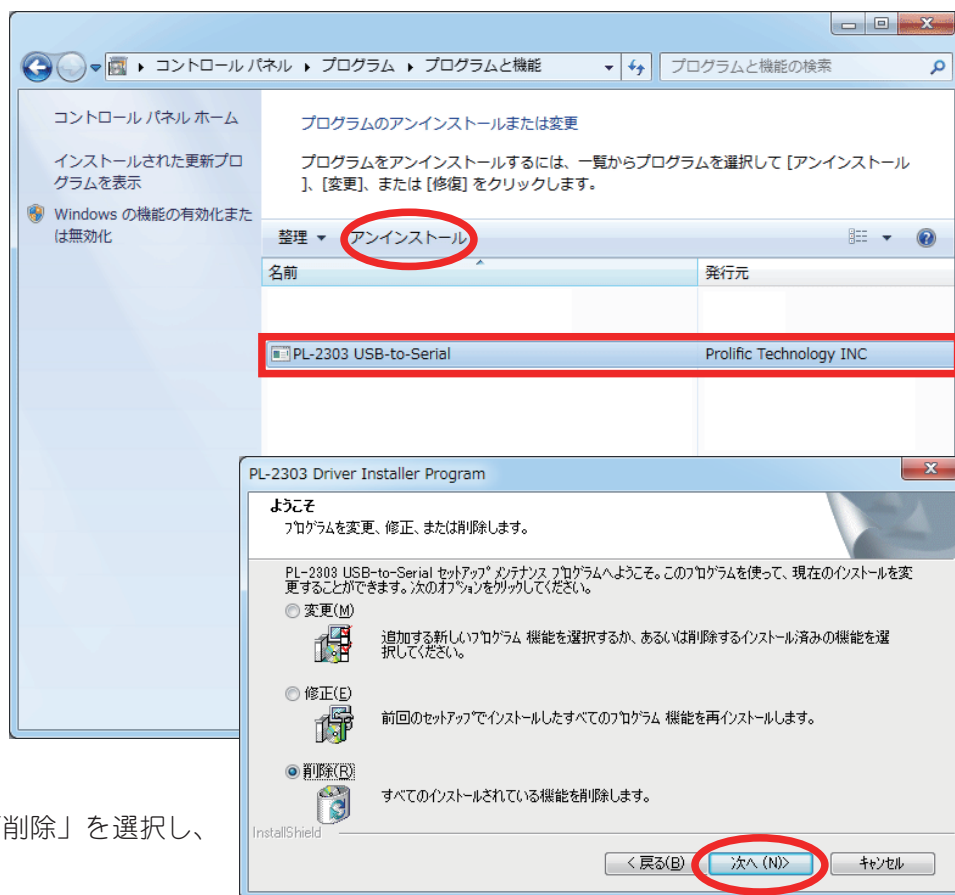 コントロール パネル ▸ プログラム ▸ プログラムと機能
プログラムと機能の検索
コントロール パネル ホーム
インストールされた更新プロ
グラムを表示
Windows の機能の有効化また
は無効化
プログラムのアンインストールまたは変更
プログラムをアンインストールするには、一覧からプログラムを選択して [アンインストール
]、[変更]、または [修復] をクリックします。
整理 ▼ アンインストール
名前 発行元
PL-2303 USB-to-Serial Prolific Technology INC
PL-2303 Driver Installer Program
ようこそ
プログラムを変更、修正、または削除します。
PL-2303 USB-to-Serial セットアップ メンテナンス プログラムへようこそ。このプログラムを使って、現在のインストールを変
更することができます。次のオプションをクリックしてください。
変更(M)
追加する新しいプログラム 機能を選択するか、あるいは削除するインストール済みの機能を選
択してください。
修正(E)
前回のセットアップでインストールしたすべてのプログラム 機能を再インストールします。
削除(R)
すべてのインストールされている機能を削除します。
削除」を選択し、
InstallShield
< 戻る(B) 次へ (N)> キャンセル